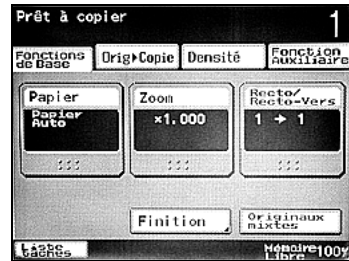 Prêt à copier
1
Fonctions de Base
Orig▸Copie
Densité
Fonction Auxiliaire
Papier
Papier Auto
Zoom
×1.000
Recto/
Recto-Vers
1 → 1
Finition
Originaux mixtes
Liste tâches
Mémoire Libre 100%